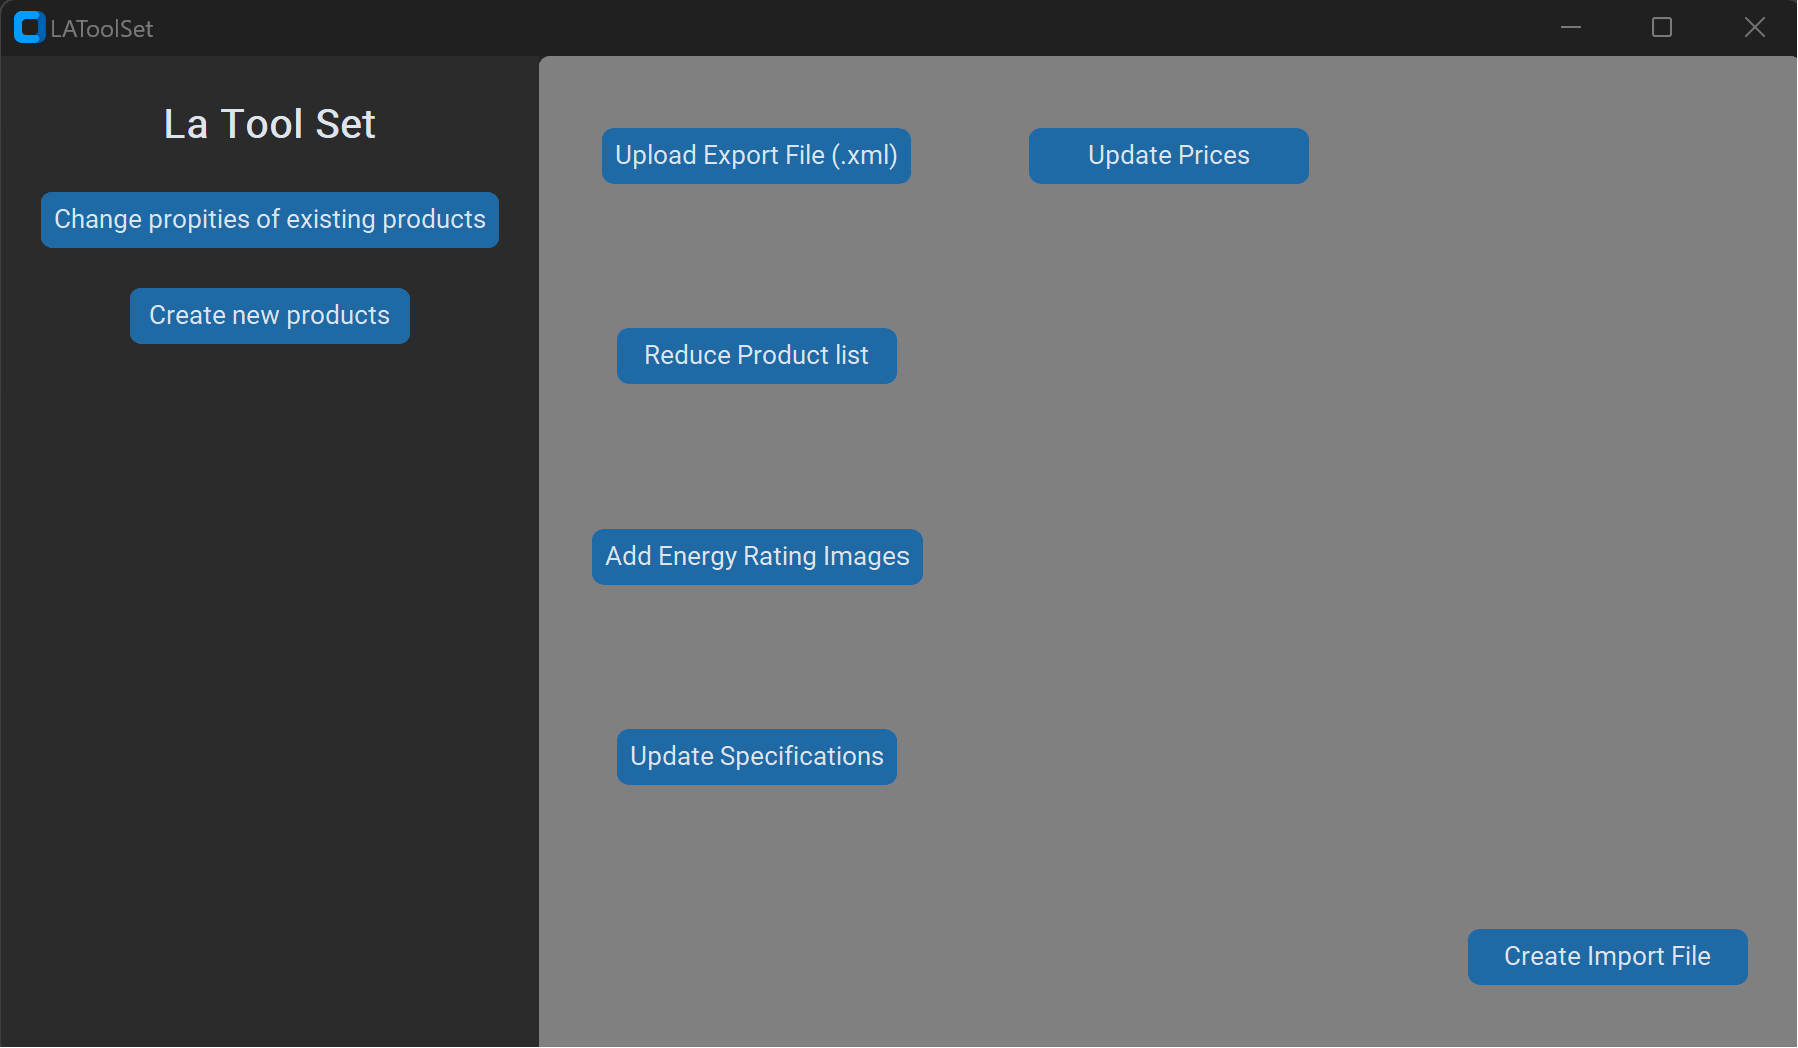 LAToolSet
La Tool Set
Change propities of existing products
Create new products
Upload Export File (.xml)
Update Prices
Reduce Product list
Add Energy Rating Images
Update Specifications
Create Import File